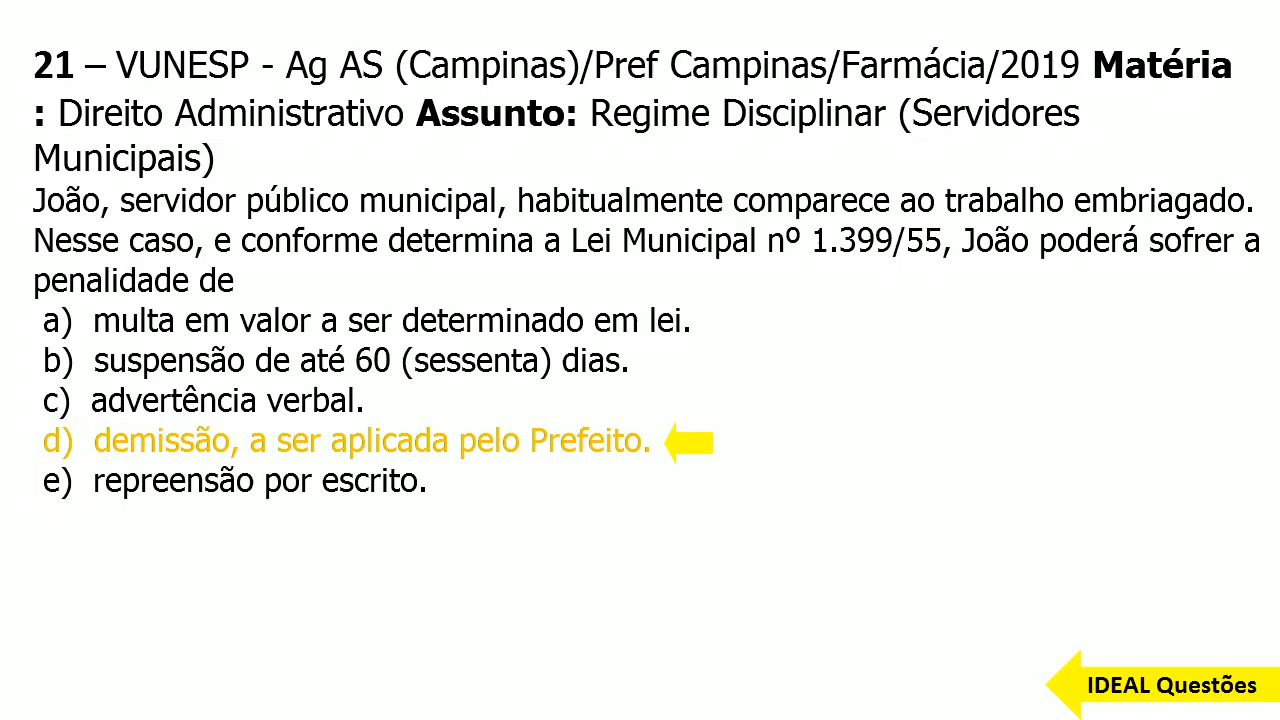 21 – VUNESP - Ag AS (Campinas)/Pref Campinas/Farmácia/2019 Matéria
: Direito Administrativo Assunto: Regime Disciplinar (Servidores
Municipais)
João, servidor público municipal, habitualmente comparece ao trabalho embriagado.
Nesse caso, e conforme determina a Lei Municipal nº 1.399/55, João poderá sofrer a
penalidade de
a) multa em valor a ser determinado em lei.
b) suspensão de até 60 (sessenta) dias.
c) advertência verbal.
d) demissão, a ser aplicada pelo Prefeito.
e) repreensão por escrito.
IDEAL Questões